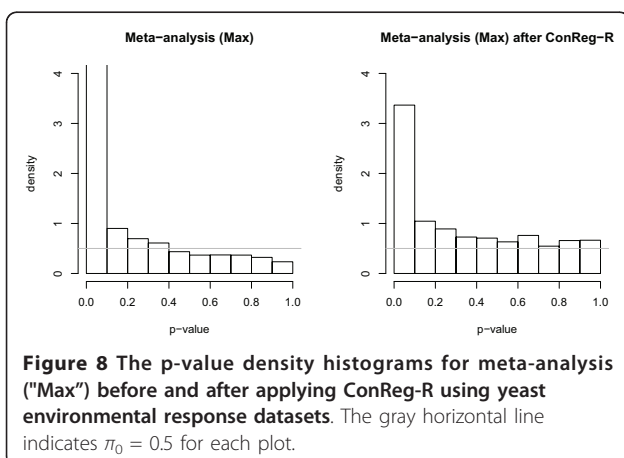 Meta−analysis (Max)
density
4
3
2
1
0
0.0 0.2 0.4 0.6 0.8 1.0
p−value
Meta−analysis (Max) after ConReg−R
density
4
3
2
1
0
0.0 0.2 0.4 0.6 0.8 1.0
p−value
Figure 8 The p-value density histograms for meta-analysis
("Max") before and after applying ConReg-R using yeast
environmental response datasets. The gray horizontal line
indicates π0 = 0.5 for each plot.